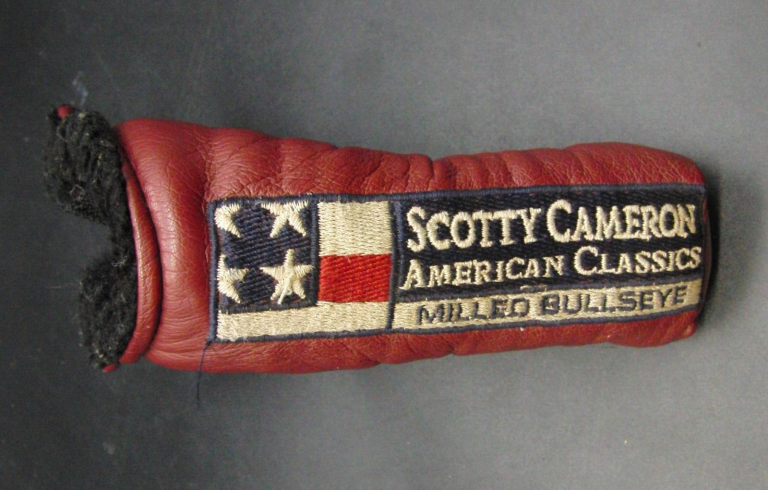 SCOTTY CAMERON
AMERICAN CLASSICS
MILLED BULLSEYE